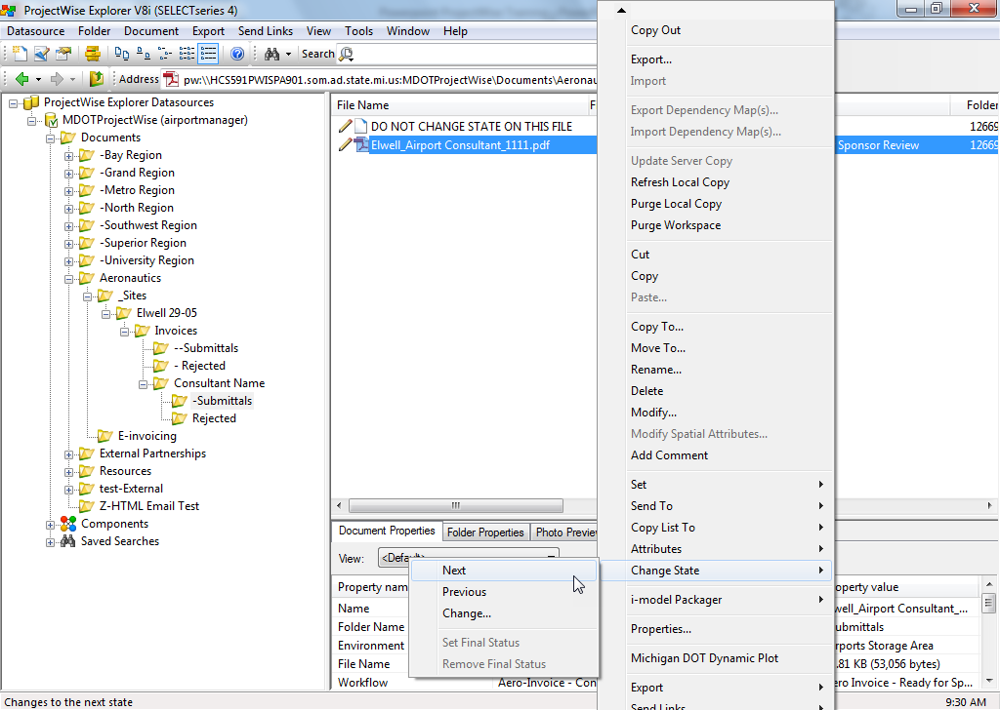 ProjectWise Explorer V8i (SELECTseries 4)
Datasource Folder Document Export Send Links View Tools Window Help
Search
Address pw:\\HCS591PWISPA901.som.ad.state.mi.us:MDOTProjectWise\Documents\Aeronau
ProjectWise Explorer Datasources
MDOTProjectWise (airportmanager)
Documents
-Bay Region
-Grand Region
-Metro Region
-North Region
-Southwest Region
-Superior Region
-University Region
Aeronautics
_Sites
Elwell 29-05
Invoices
--Submittals
- Rejected
Consultant Name
-Submittals
Rejected
E-invoicing
External Partnerships
Resources
test-External
Z-HTML Email Test
Components
Saved Searches
File Name F Folder
DO NOT CHANGE STATE ON THIS FILE 12669
Elwell_Airport Consultant_1111.pdf Sponsor Review 12669
Copy Out
Export...
Import
Export Dependency Map(s)...
Import Dependency Map(s)...
Update Server Copy
Refresh Local Copy
Purge Local Copy
Purge Workspace
Cut
Copy
Paste...
Copy To...
Move To...
Rename...
Delete
Modify...
Modify Spatial Attributes...
Add Comment
Set
Send To
Copy List To
Attributes
Change State
i-model Packager
Properties...
Michigan DOT Dynamic Plot
Export
Send Links
Document Properties Folder Properties Photo Preview
View: <Default>
Next
Previous
Change...
Set Final Status
Remove Final Status
Property nam operty value
Name well_Airport Consultant_...
Folder Name ubmittals
Environment rports Storage Area
File Name .81 KB (53,056 bytes)
Workflow Aero-Invoice - Consultant ero Invoice - Ready for Sp...
Changes to the next state 9:30 AM